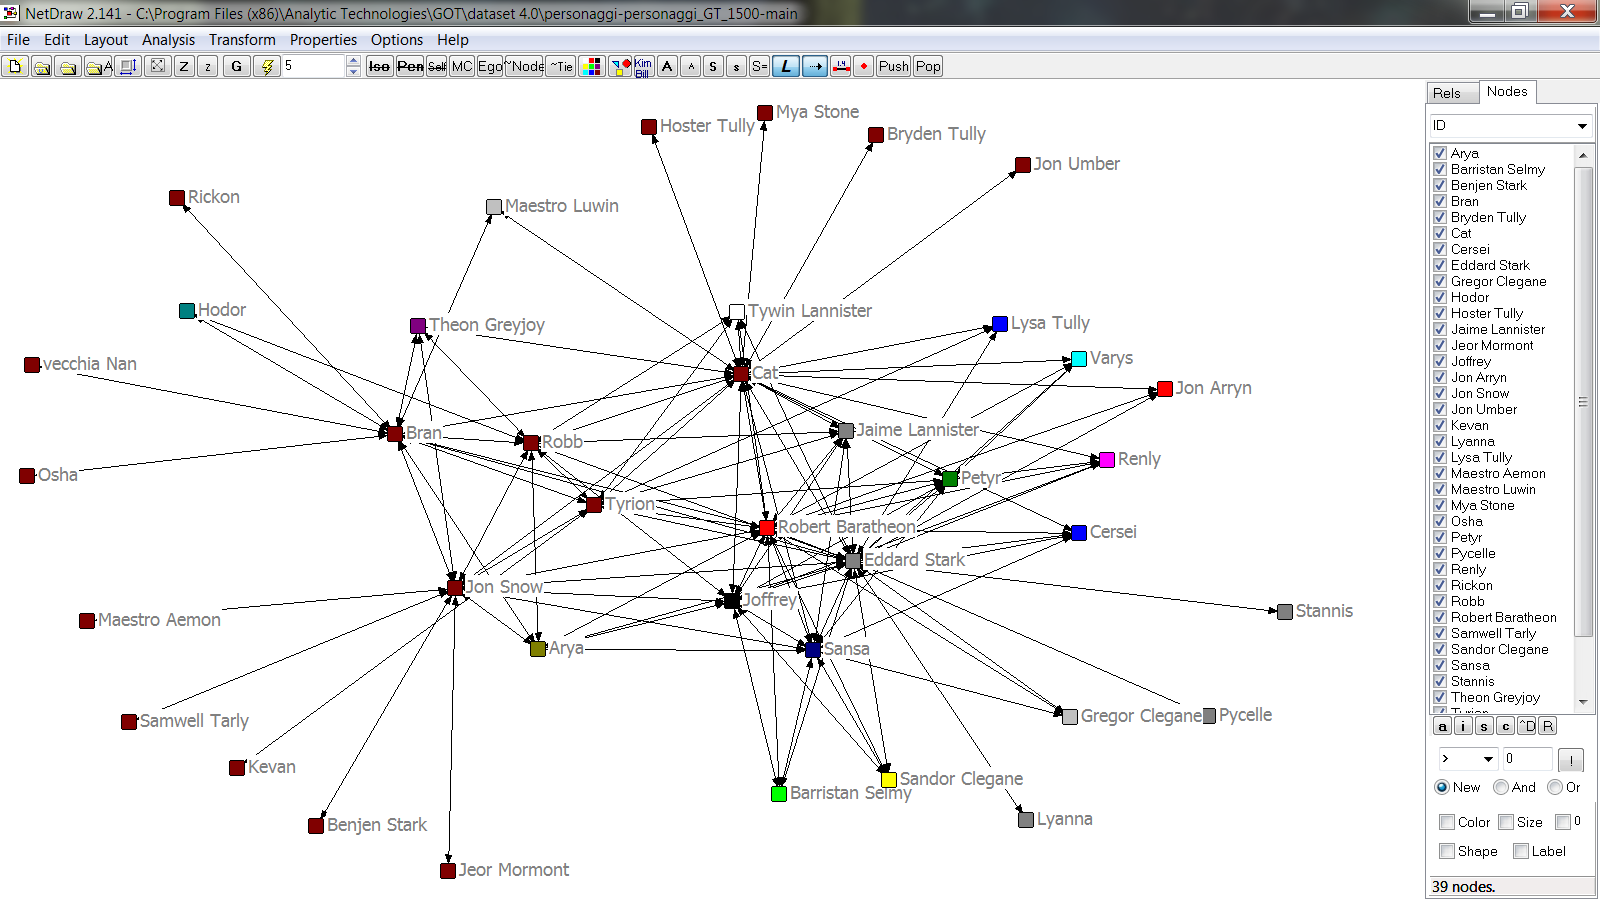 NetDraw 2.141 - C:\Program Files (x86)\Analytic Technologies\GOT\dataset 4.0\personaggi-personaggi_GT_1500-main
File Edit Layout Analysis Transform Properties Options Help
A Z z G 5 Iso Pen Self MC Ego ~Node ~Tie Kim Bill A A S s S= L 1.4 Push Pop
Rels Nodes
ID
Mya Stone
Hoster Tully
Bryden Tully
Jon Umber
Rickon
Maestro Luwin
Hodor
Tywin Lannister
Theon Greyjoy
Lysa Tully
vecchia Nan
Varys
Cat
Jon Arryn
Bran
Robb
Jaime Lannister
Renly
Osha
Petyr
Tyrion
Robert Baratheon
Cersei
Eddard Stark
Jon Snow
Joffrey
Stannis
Maestro Aemon
Arya
Sansa
Samwell Tarly
Gregor Clegane
Pycelle
Kevan
Sandor Clegane
Barristan Selmy
Benjen Stark
Lyanna
Jeor Mormont
Arya
Barristan Selmy
Benjen Stark
Bran
Bryden Tully
Cat
Cersei
Eddard Stark
Gregor Clegane
Hodor
Hoster Tully
Jaime Lannister
Jeor Mormont
Joffrey
Jon Arryn
Jon Snow
Jon Umber
Kevan
Lyanna
Lysa Tully
Maestro Aemon
Maestro Luwin
Mya Stone
Osha
Petyr
Pycelle
Renly
Rickon
Robb
Robert Baratheon
Samwell Tarly
Sandor Clegane
Sansa
Stannis
Theon Greyjoy
Tyrion
a i s c ^D R
> 0 !
New And Or
Color Size 0
Shape Label
39 nodes.